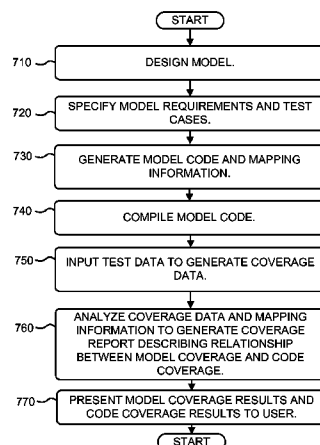 START
710
DESIGN MODEL.
720
SPECIFY MODEL REQUIREMENTS AND TEST
CASES.
730
GENERATE MODEL CODE AND MAPPING
INFORMATION.
740
COMPILE MODEL CODE.
750
INPUT TEST DATA TO GENERATE COVERAGE
DATA.
760
ANALYZE COVERAGE DATA AND MAPPING
INFORMATION TO GENERATE COVERAGE
REPORT DESCRIBING RELATIONSHIP
BETWEEN MODEL COVERAGE AND CODE
COVERAGE.
770
PRESENT MODEL COVERAGE RESULTS AND
CODE COVERAGE RESULTS TO USER.
START